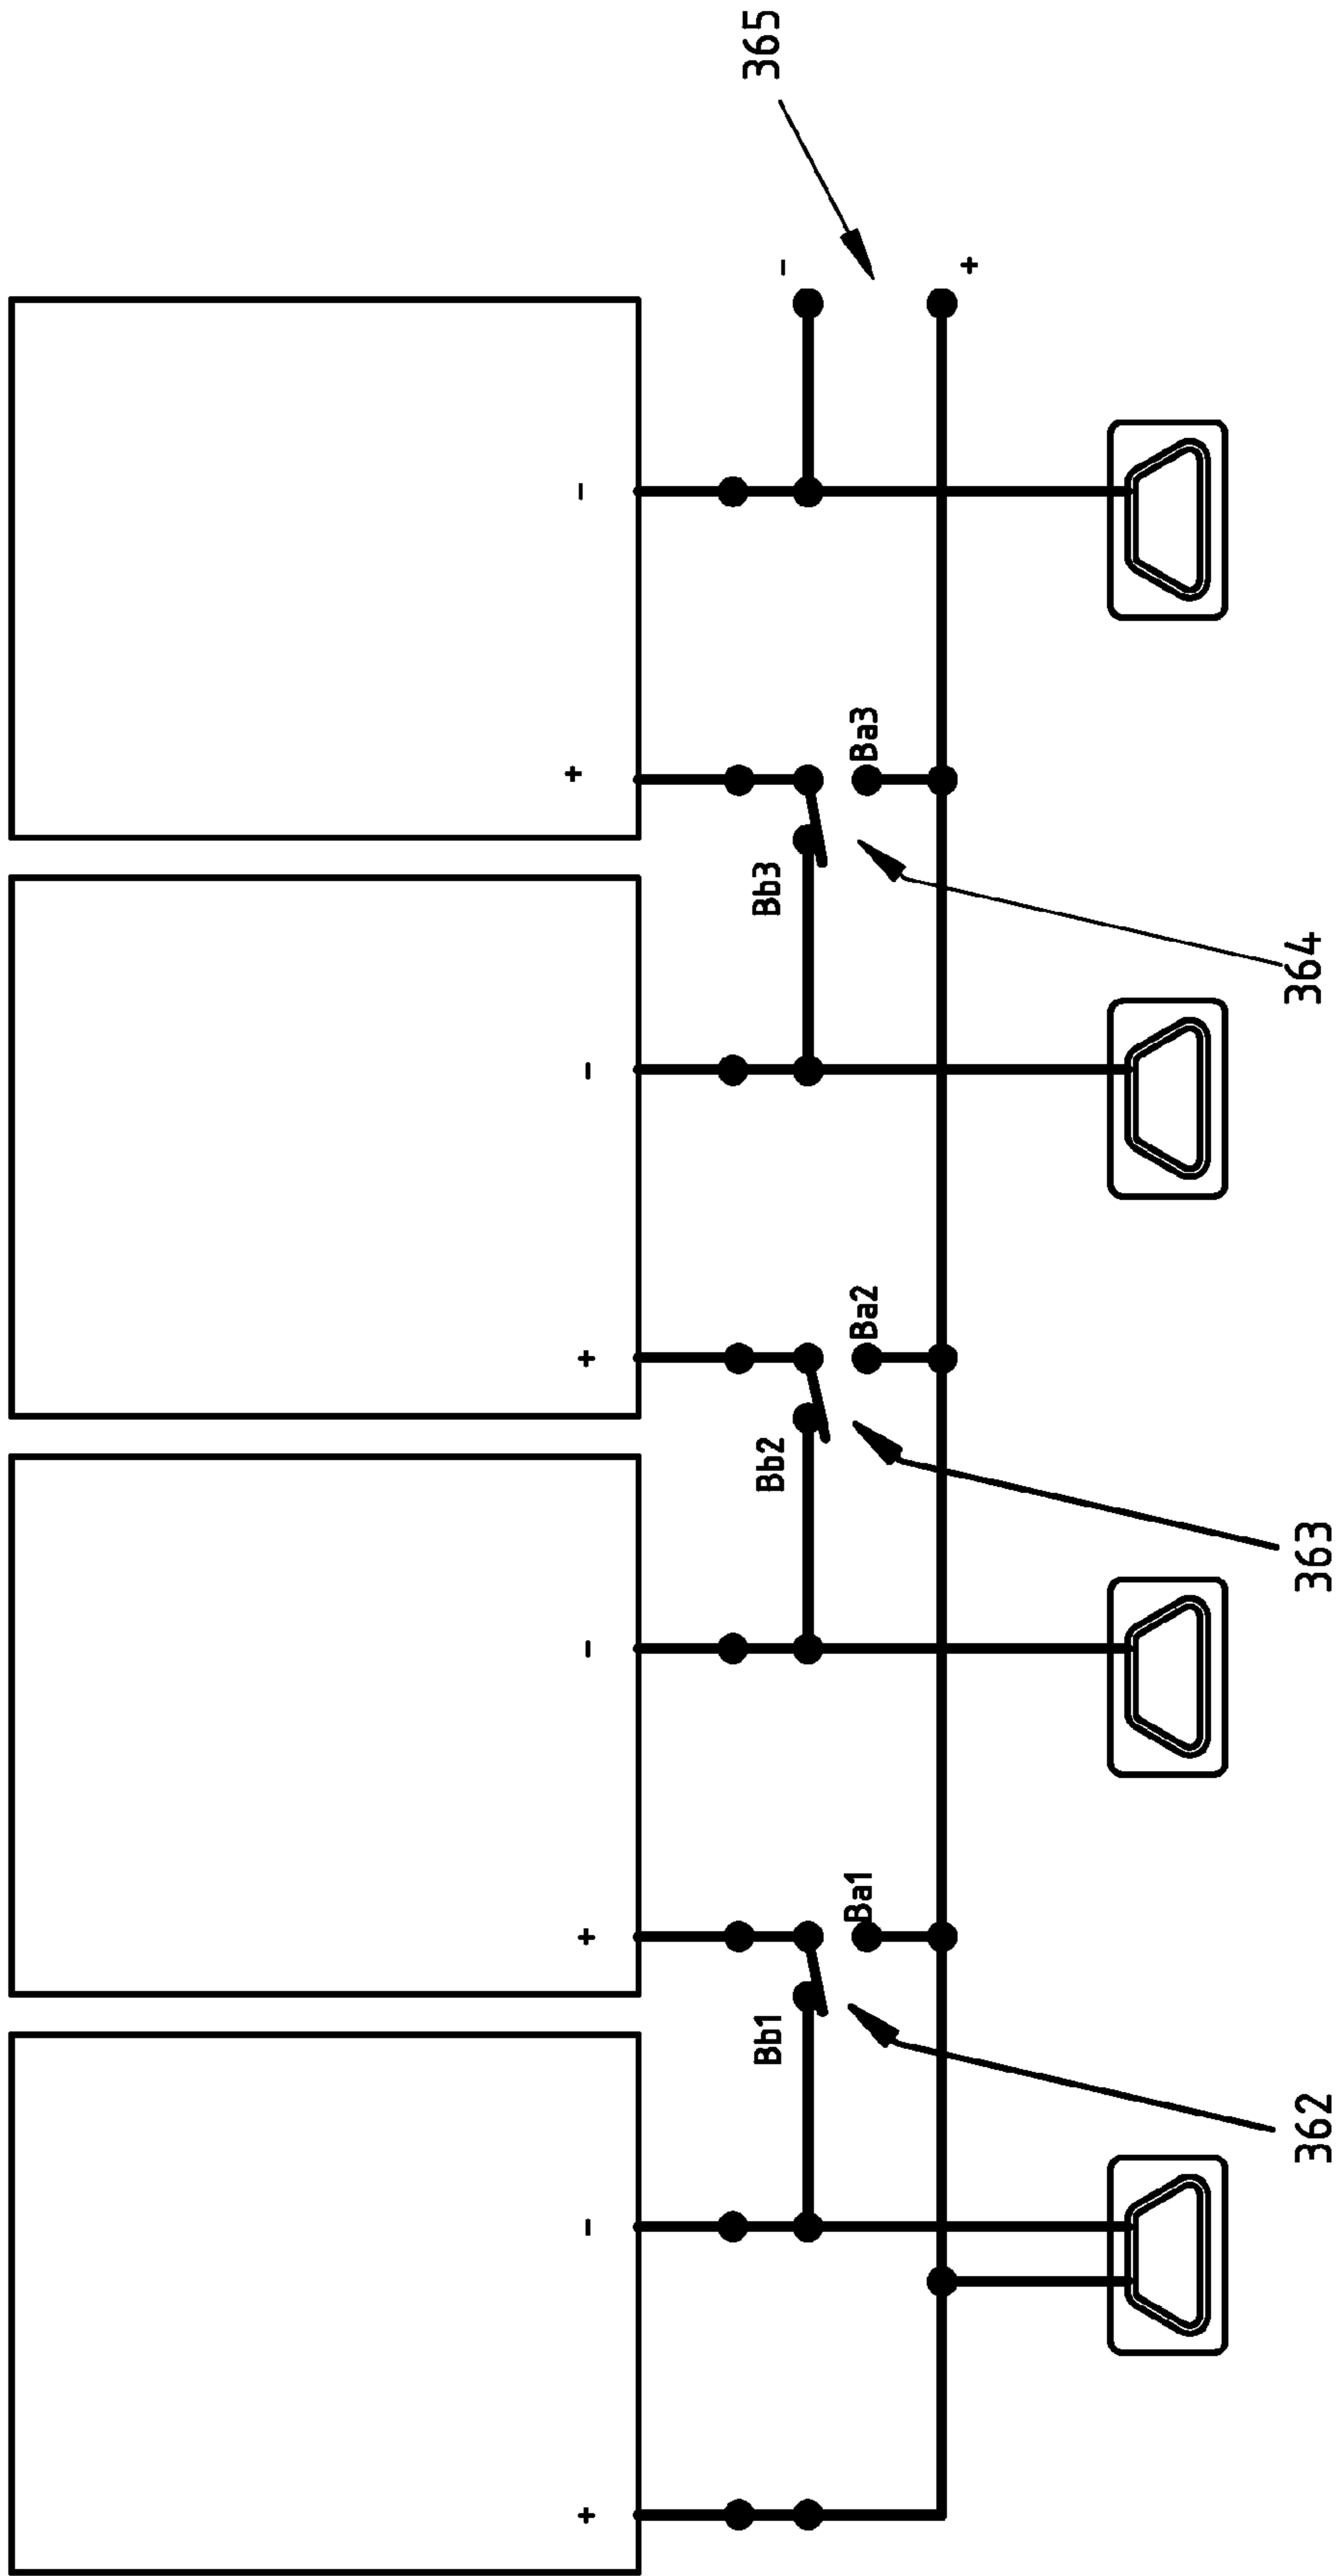 + - + - + - + -
Bb1 Bb2 Bb3 - 365
Ba1 Ba2 Ba3
+
362 363 364